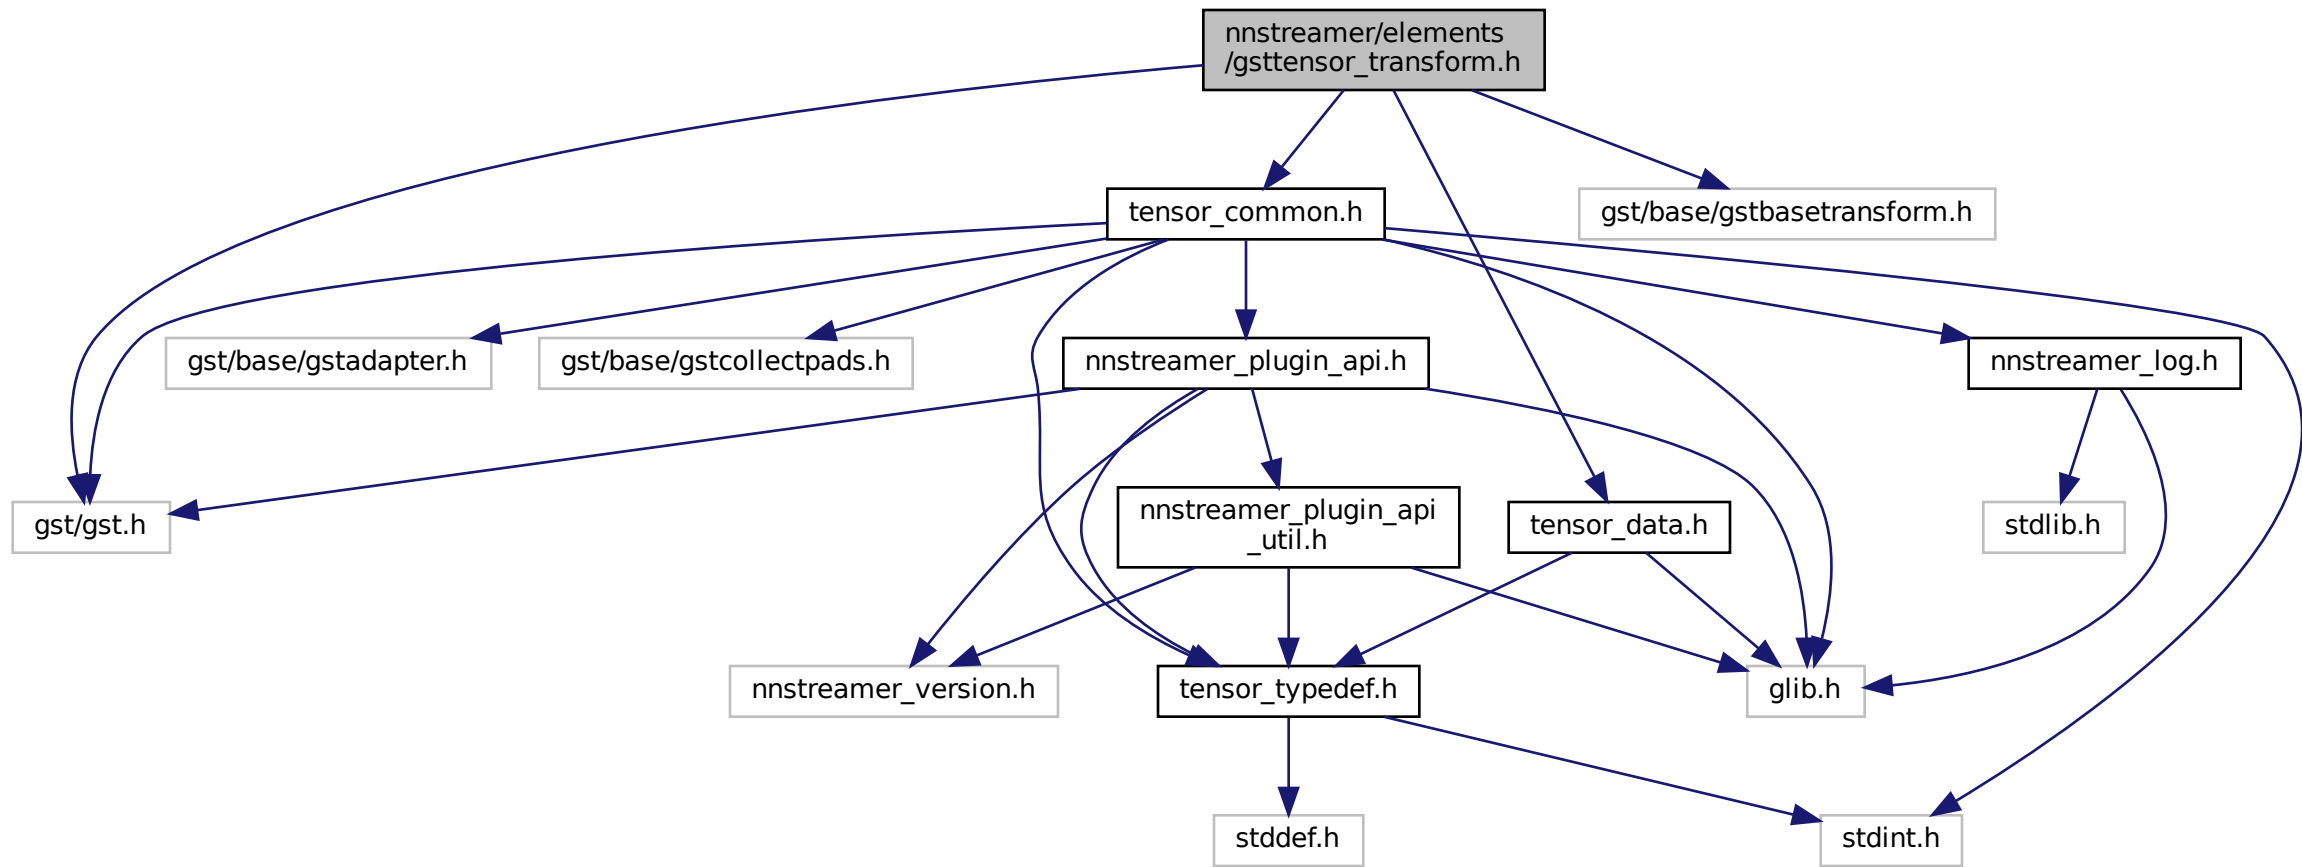 nnstreamer/elements
/gsttensor_transform.h
tensor_common.h
gst/base/gstbasetransform.h
gst/base/gstadapter.h
gst/base/gstcollectpads.h
nnstreamer_plugin_api.h
nnstreamer_log.h
gst/gst.h
nnstreamer_plugin_api
_util.h
tensor_data.h
stdlib.h
nnstreamer_version.h
tensor_typedef.h
glib.h
stddef.h
stdint.h